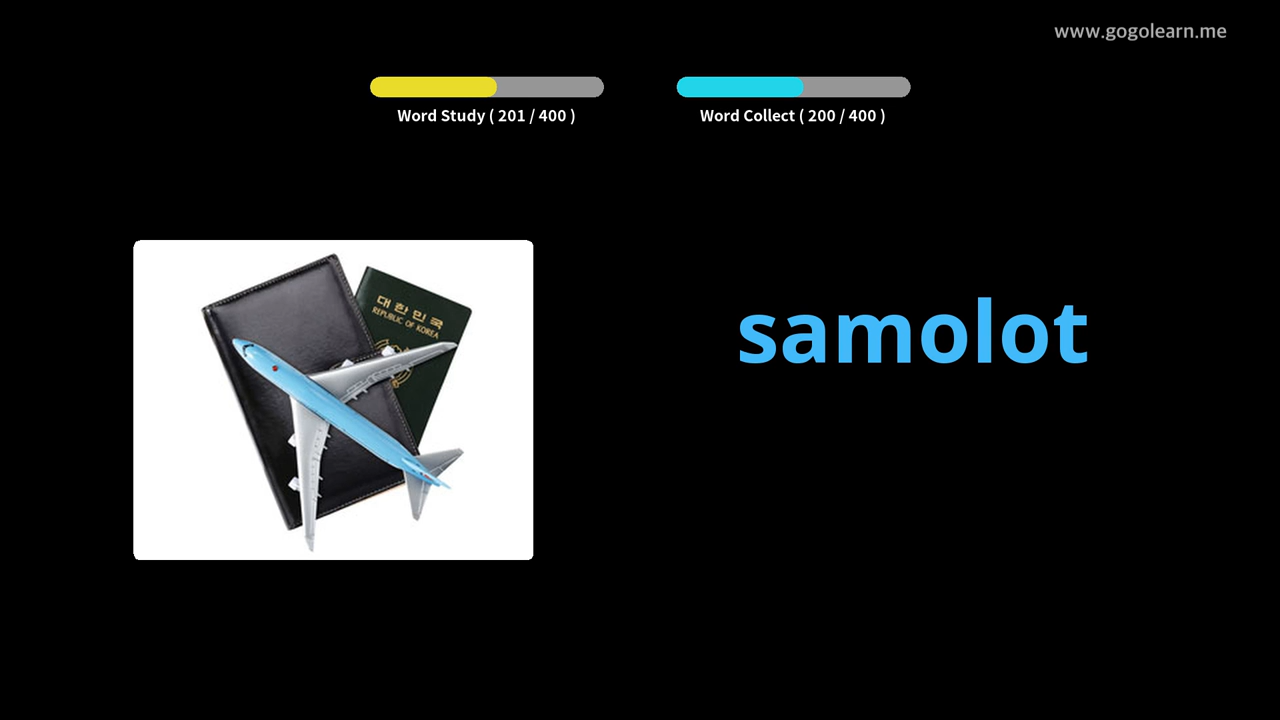 www.gogolearn.me
Word Study ( 201 / 400 )
Word Collect ( 200 / 400 )
대한민국
REPUBLIC OF KOREA
samolot